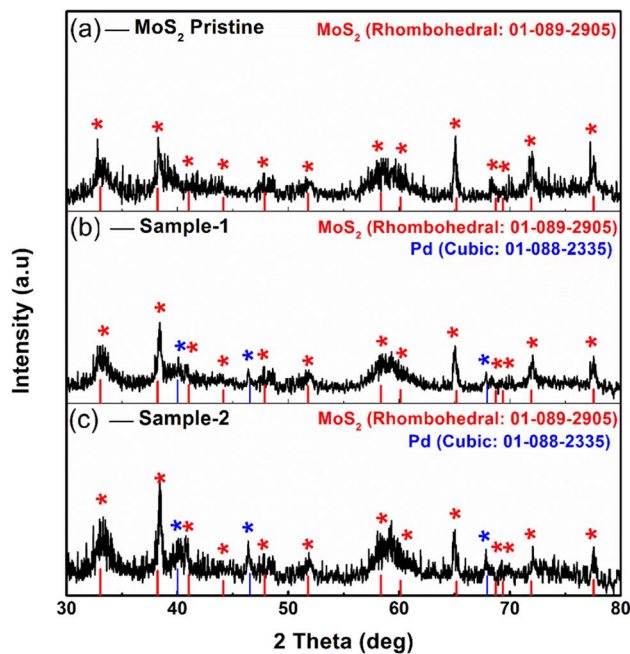 (a) — MoS₂ Pristine MoS₂ (Rhombohedral: 01-089-2905)
(b) — Sample-1 MoS₂ (Rhombohedral: 01-089-2905)
Pd (Cubic: 01-088-2335)
(c) — Sample-2 MoS₂ (Rhombohedral: 01-089-2905)
Pd (Cubic: 01-088-2335)
Intensity (a.u)
30 40 50 60 70 80
2 Theta (deg)